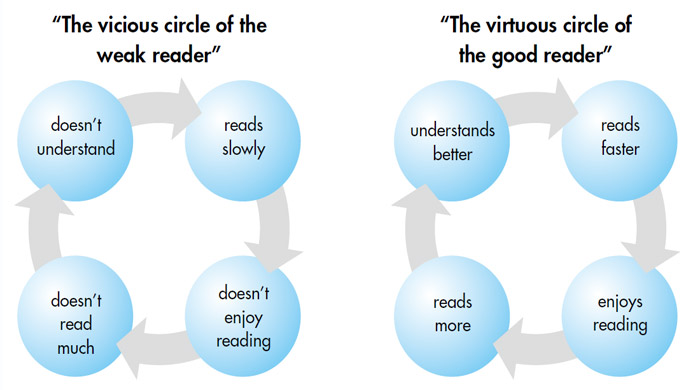 “The vicious circle of the
weak reader”
doesn’t
understand
reads
slowly
doesn’t
enjoy
reading
doesn’t
read
much
“The virtuous circle of
the good reader”
understands
better
reads
faster
enjoys
reading
reads
more